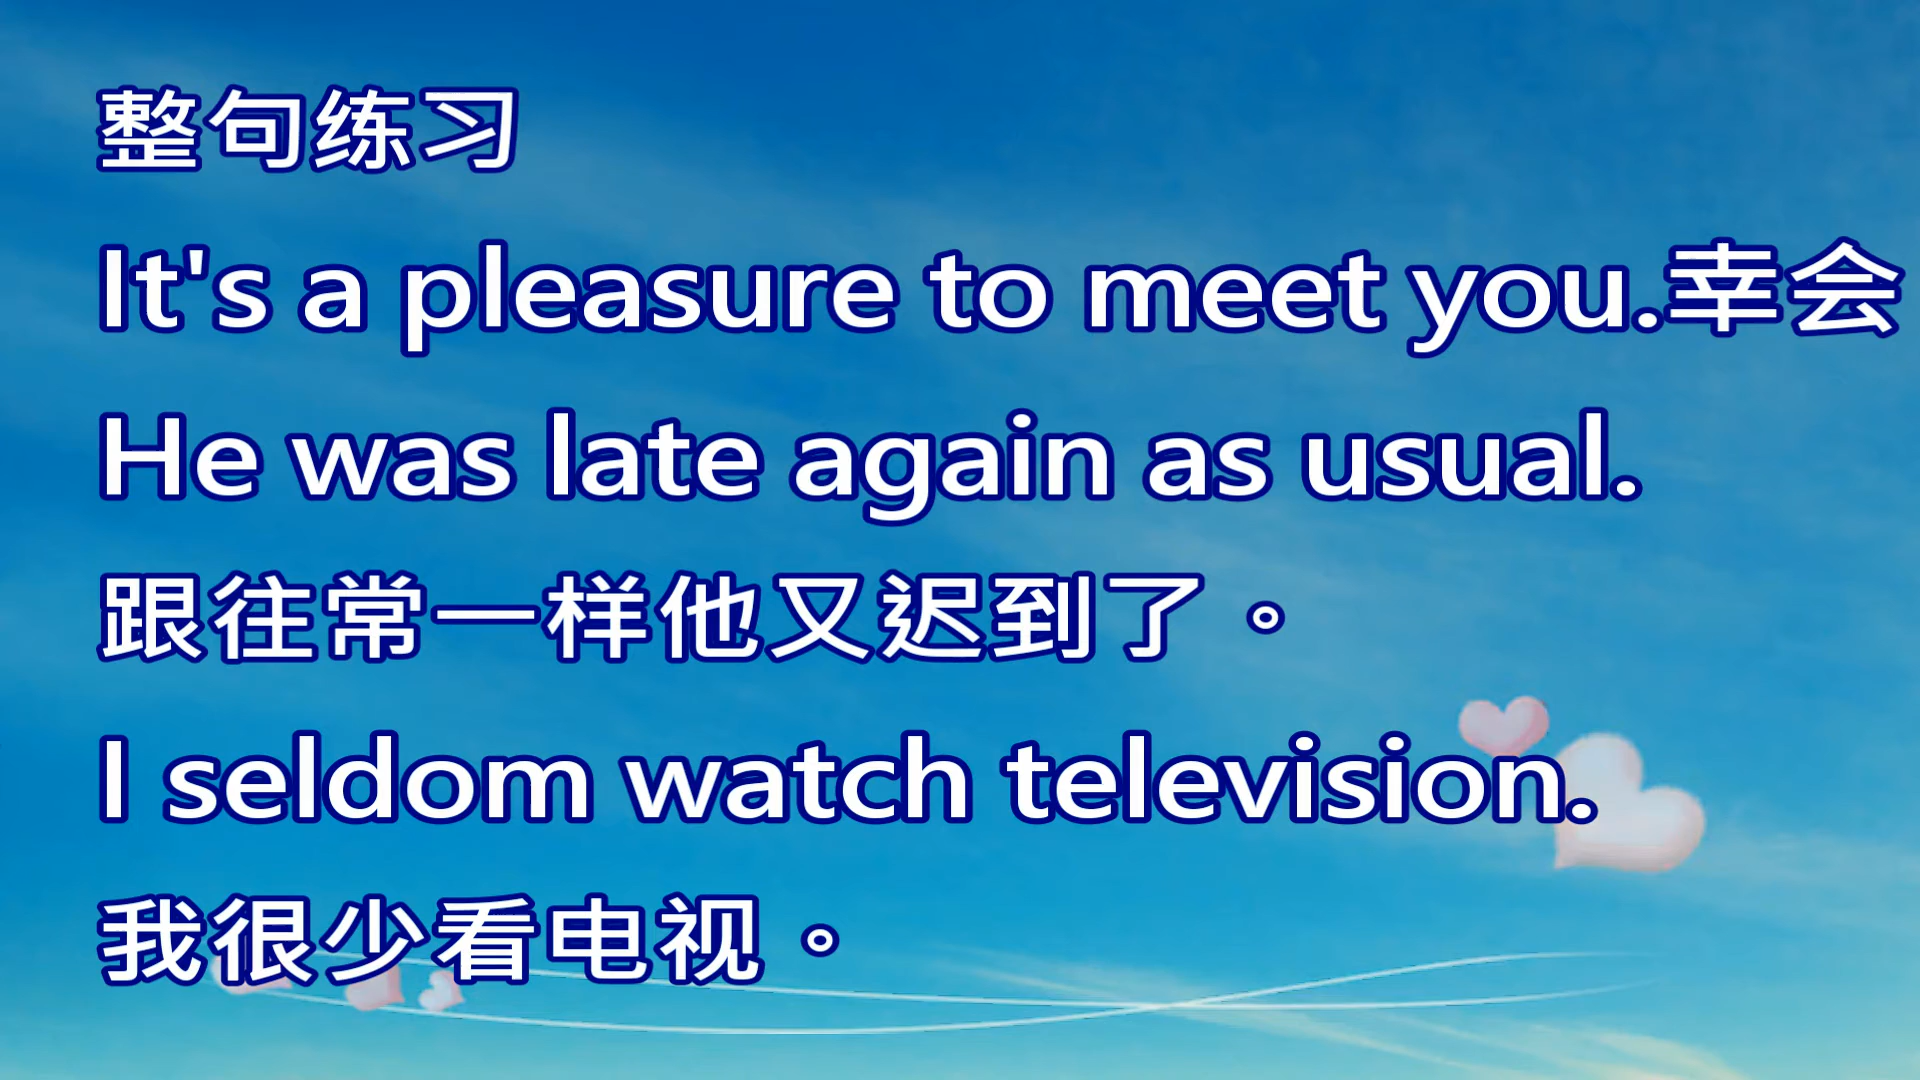 整句练习
It's a pleasure to meet you.幸会
He was late again as usual.
跟往常一样他又迟到了。
I seldom watch television.
我很少看电视。